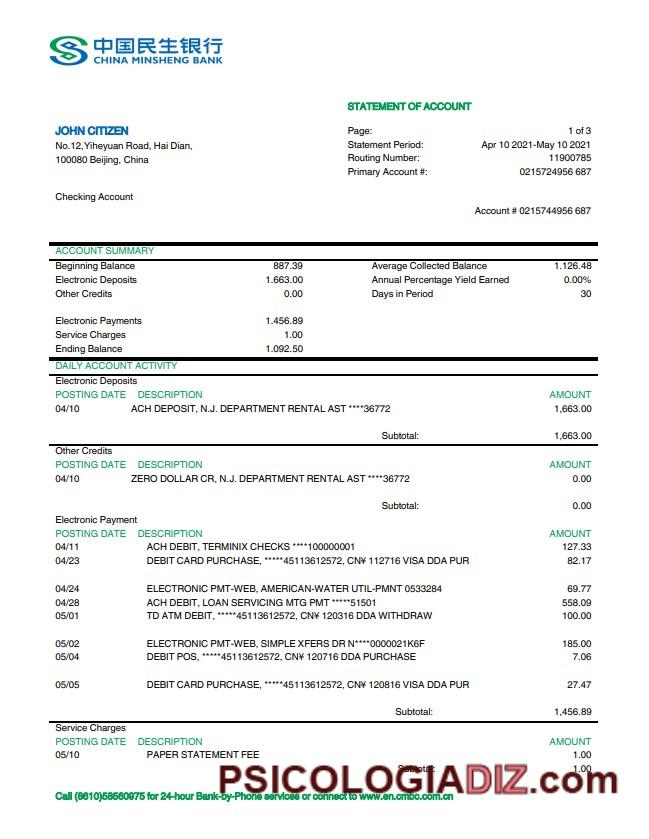 中国民生银行
CHINA MINSHENG BANK
STATEMENT OF ACCOUNT
JOHN CITIZEN
No.12,Yiheyuan Road, Hai Dian,
100080 Beijing, China
Page: 1 of 3
Statement Period: Apr 10 2021-May 10 2021
Routing Number: 11900785
Primary Account #: 0215724956 687
Checking Account
Account # 0215744956 687
ACCOUNT SUMMARY
Beginning Balance 887.39 Average Collected Balance 1.126.48
Electronic Deposits 1.663.00 Annual Percentage Yield Earned 0.00%
Other Credits 0.00 Days in Period 30
Electronic Payments 1.456.89
Service Charges 1.00
Ending Balance 1.092.50
DAILY ACCOUNT ACTIVITY
Electronic Deposits
POSTING DATE DESCRIPTION AMOUNT
04/10 ACH DEPOSIT, N.J. DEPARTMENT RENTAL AST ****36772 1,663.00
Subtotal: 1,663.00
Other Credits
POSTING DATE DESCRIPTION AMOUNT
04/10 ZERO DOLLAR CR, N.J. DEPARTMENT RENTAL AST ****36772 0.00
Subtotal: 0.00
Electronic Payment
POSTING DATE DESCRIPTION AMOUNT
04/11 ACH DEBIT, TERMINIX CHECKS ****100000001 127.33
04/23 DEBIT CARD PURCHASE, *****45113612572, CN¥ 112716 VISA DDA PUR 82.17
04/24 ELECTRONIC PMT-WEB, AMERICAN-WATER UTIL-PMNT 0533284 69.77
04/28 ACH DEBIT, LOAN SERVICING MTG PMT *****51501 558.09
05/01 TD ATM DEBIT, *****45113612572, CN¥ 120316 DDA WITHDRAW 100.00
05/02 ELECTRONIC PMT-WEB, SIMPLE XFERS DR N****0000021K6F 185.00
05/04 DEBIT POS, *****45113612572, CN¥ 120716 DDA PURCHASE 7.06
05/05 DEBIT CARD PURCHASE, *****45113612572, CN¥ 120816 VISA DDA PUR 27.47
Subtotal: 1,456.89
Service Charges
POSTING DATE DESCRIPTION AMOUNT
05/10 PAPER STATEMENT FEE 1.00
Subtotal: 1.00
PSICOLOGIADIZ.com
Call (8610)58560975 for 24-hour Bank-by-Phone services or connect to www.en.cmbc.com.cn